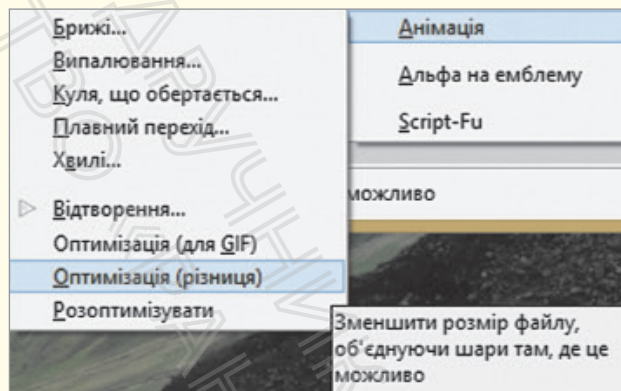 Брижі...
Випалювання...
Куля, що обертається...
Плавний перехід...
Хвилі...
Відтворення...
Оптимізація (для GIF)
Оптимізація (різниця)
Розоптимізувати
Анімація
Альфа на емблему
Script-Fu
можливо
Зменшити розмір файлу,
об'єднуючи шари там, де це
можливо